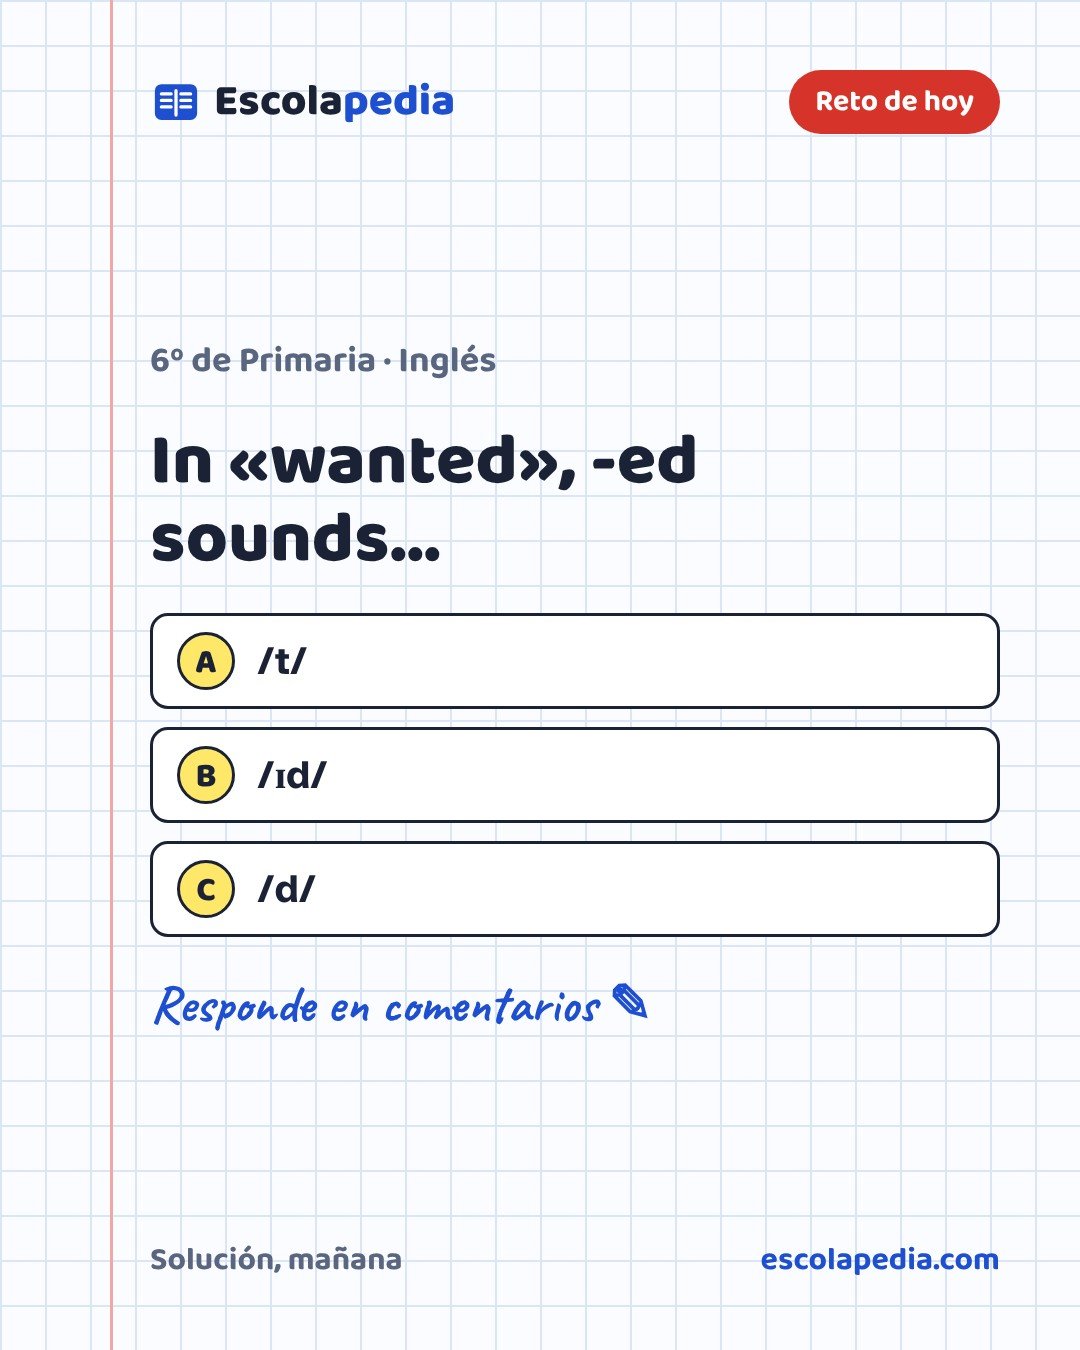 Escolapedia
Reto de hoy
6º de Primaria · Inglés
In «wanted», -ed
sounds...
A /t/
B /ɪd/
C /d/
Responde en comentarios ✎
Solución, mañana
escolapedia.com